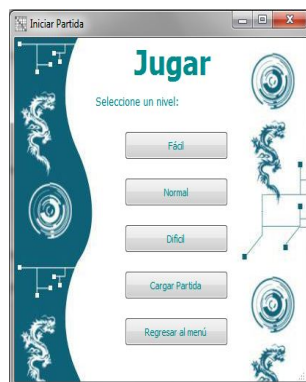 Iniciar Partida
Jugar
Seleccione un nivel:
Fácil
Normal
Difícil
Cargar Partida
Regresar al menú